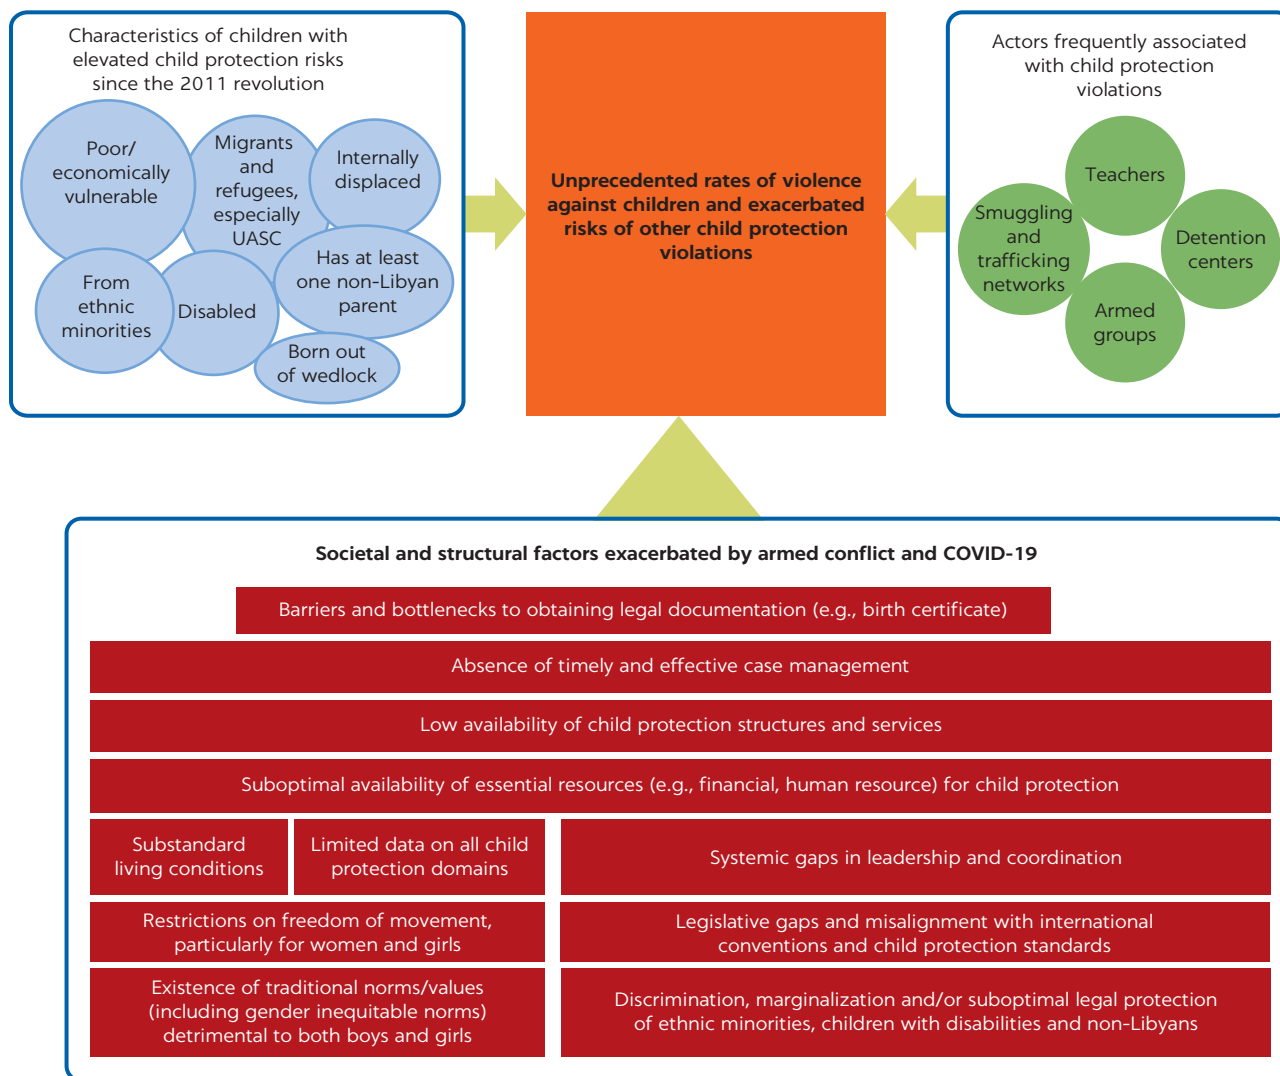 Characteristics of children with
elevated child protection risks
since the 2011 revolution
Poor/
economically
vulnerable
Migrants
and
refugees,
especially
UASC
Internally
displaced
From
ethnic
minorities
Disabled
Has at least
one non-Libyan
parent
Born out
of wedlock
Unprecedented rates of violence
against children and exacerbated
risks of other child protection
violations
Actors frequently associated
with child protection
violations
Teachers
Smuggling
and
trafficking
networks
Detention
centers
Armed
groups
Societal and structural factors exacerbated by armed conflict and COVID-19
Barriers and bottlenecks to obtaining legal documentation (e.g., birth certificate)
Absence of timely and effective case management
Low availability of child protection structures and services
Suboptimal availability of essential resources (e.g., financial, human resource) for child protection
Substandard
living conditions
Limited data on all child
protection domains
Systemic gaps in leadership and coordination
Restrictions on freedom of movement,
particularly for women and girls
Legislative gaps and misalignment with international
conventions and child protection standards
Existence of traditional norms/values
(including gender inequitable norms)
detrimental to both boys and girls
Discrimination, marginalization and/or suboptimal legal protection
of ethnic minorities, children with disabilities and non-Libyans